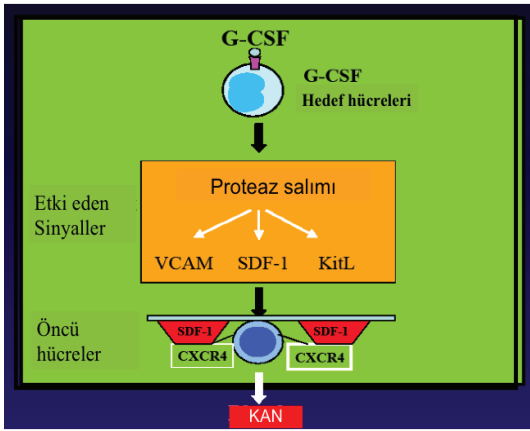 G-CSF
G-CSF
Hedef hücreleri
Proteaz salımı
Etki eden
Sinyaller
VCAM SDF-1 KitL
Öncü
hücreler
SDF-1 SDF-1
CXCR4 CXCR4
KAN